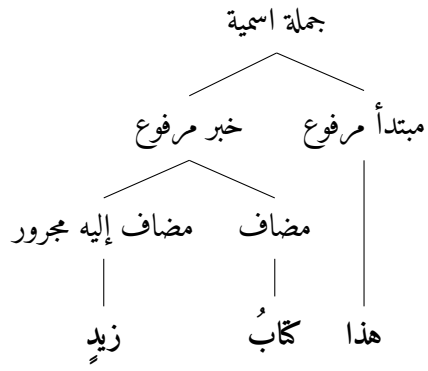 جملة اسمية
مبتدأ مرفوع خبر مرفوع
مضاف مضاف إليه مجرور
هذا كتابُ زيدٍ